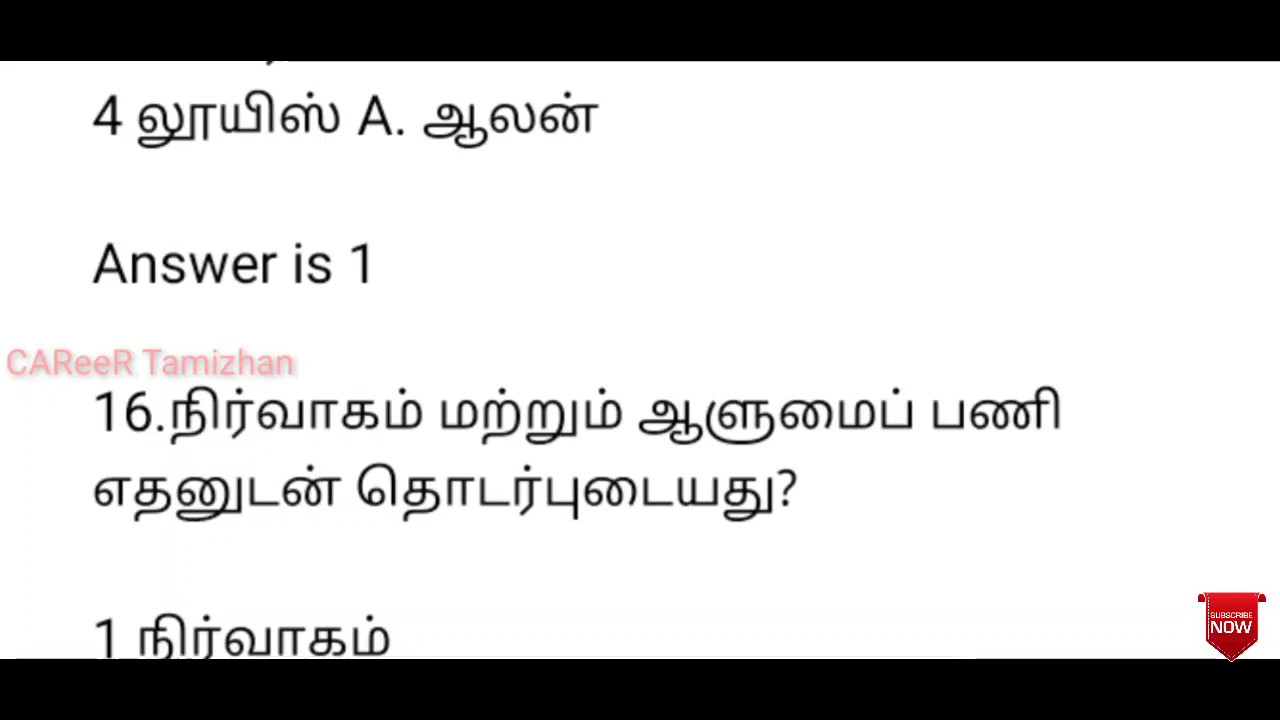 4 லூயிஸ் A. ஆலன்
Answer is 1
CAReeR Tamizhan
16.நிர்வாகம் மற்றும் ஆளுமைப் பணி
எதனுடன் தொடர்புடையது?
SUBSCRIBE
NOW
1 நிர்வாகம்